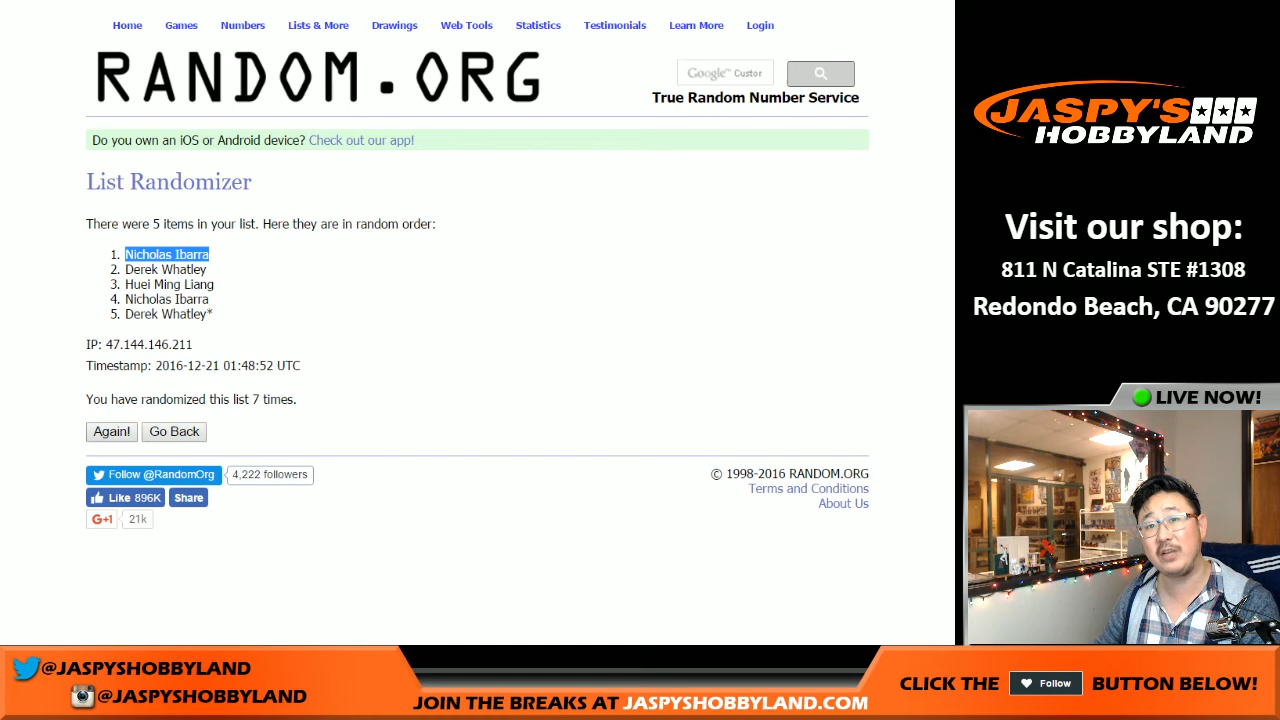 Home Games Numbers Lists & More Drawings Web Tools Statistics Testimonials Learn More Login
RANDOM.ORG
Google™ Custor
True Random Number Service
Do you own an iOS or Android device? Check out our app!
List Randomizer
There were 5 items in your list. Here they are in random order:
1. Nicholas Ibarra
2. Derek Whatley
3. Huei Ming Liang
4. Nicholas Ibarra
5. Derek Whatley*
IP: 47.144.146.211
Timestamp: 2016-12-21 01:48:52 UTC
You have randomized this list 7 times.
Again! Go Back
Follow @RandomOrg 4,222 followers
Like 896K Share
G+1 21k
© 1998-2016 RANDOM.ORG
Terms and Conditions
About Us
JASPY'S
HOBBYLAND
Visit our shop:
811 N Catalina STE #1308
Redondo Beach, CA 90277
LIVE NOW!
@JASPYSHOBBYLAND
@JASPYSHOBBYLAND
JOIN THE BREAKS AT JASPYSHOBBYLAND.COM
CLICK THE Follow BUTTON BELOW!